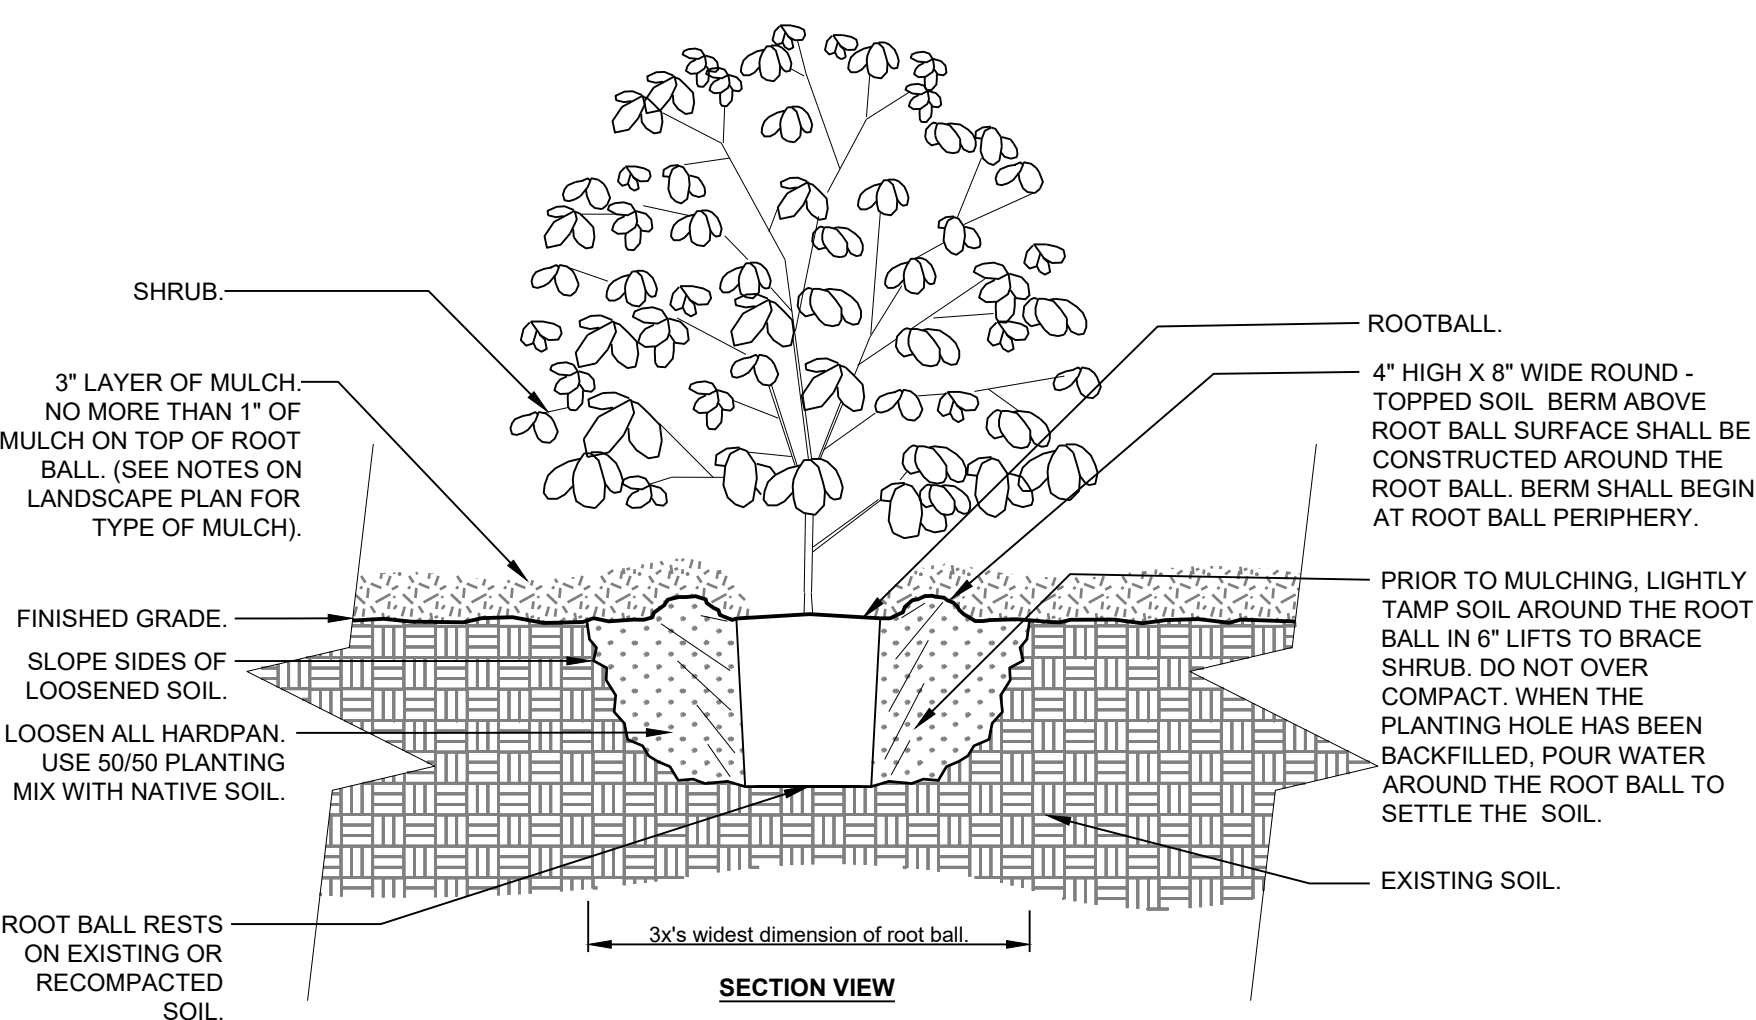 SHRUB.
3" LAYER OF MULCH.
NO MORE THAN 1" OF
MULCH ON TOP OF ROOT
BALL. (SEE NOTES ON
LANDSCAPE PLAN FOR
TYPE OF MULCH).
FINISHED GRADE.
SLOPE SIDES OF
LOOSENED SOIL.
LOOSEN ALL HARDPAN.
USE 50/50 PLANTING
MIX WITH NATIVE SOIL.
ROOT BALL RESTS
ON EXISTING OR
RECOMPACTED
SOIL.
ROOTBALL.
4" HIGH X 8" WIDE ROUND -
TOPPED SOIL BERM ABOVE
ROOT BALL SURFACE SHALL BE
CONSTRUCTED AROUND THE
ROOT BALL. BERM SHALL BEGIN
AT ROOT BALL PERIPHERY.
PRIOR TO MULCHING, LIGHTLY
TAMP SOIL AROUND THE ROOT
BALL IN 6" LIFTS TO BRACE
SHRUB. DO NOT OVER
COMPACT. WHEN THE
PLANTING HOLE HAS BEEN
BACKFILLED, POUR WATER
AROUND THE ROOT BALL TO
SETTLE THE SOIL.
EXISTING SOIL.
3x's widest dimension of root ball.
SECTION VIEW